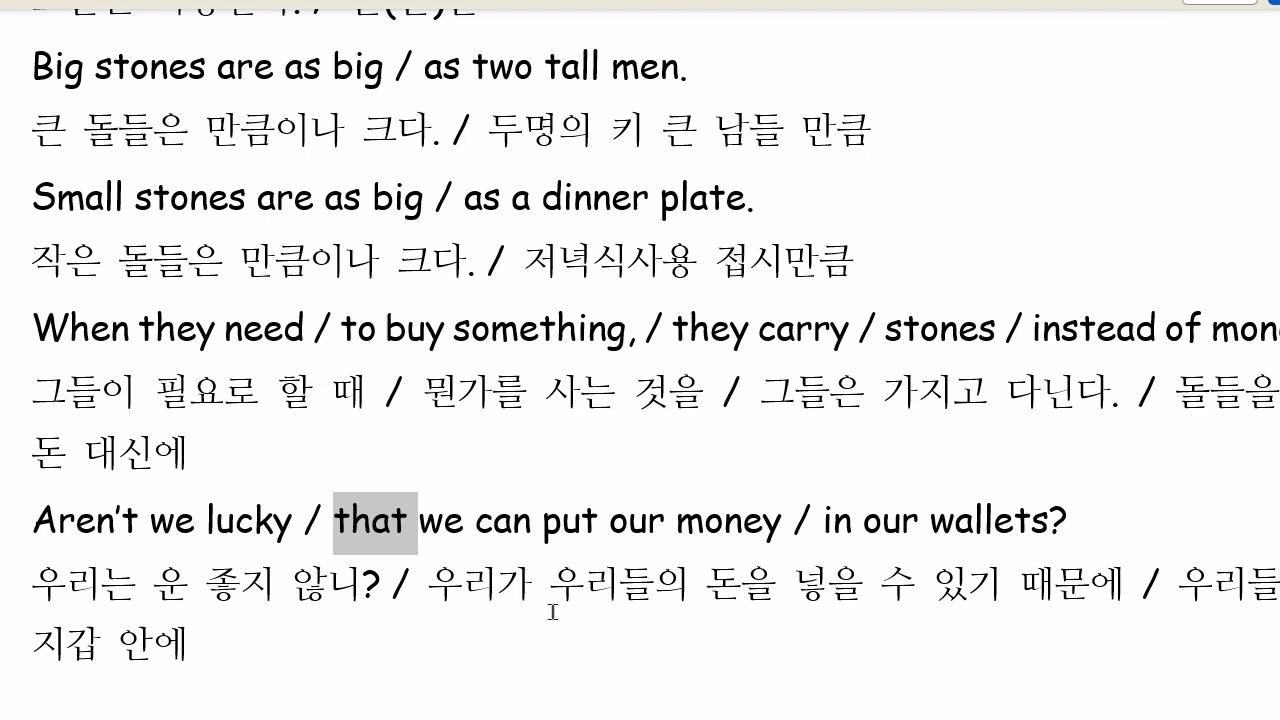 Big stones are as big / as two tall men.
큰 돌들은 만큼이나 크다. / 두명의 키 큰 남들 만큼
Small stones are as big / as a dinner plate.
작은 돌들은 만큼이나 크다. / 저녁식사용 접시만큼
When they need / to buy something, / they carry / stones / instead of
그들이 필요로 할 때 / 뭔가를 사는 것을 / 그들은 가지고 다닌다. / 돌들을
돈 대신에
Aren't we lucky / that we can put our money / in our wallets?
우리는 운 좋지 않니? / 우리가 우리들의 돈을 넣을 수 있기 때문에 / 우리들
지갑 안에